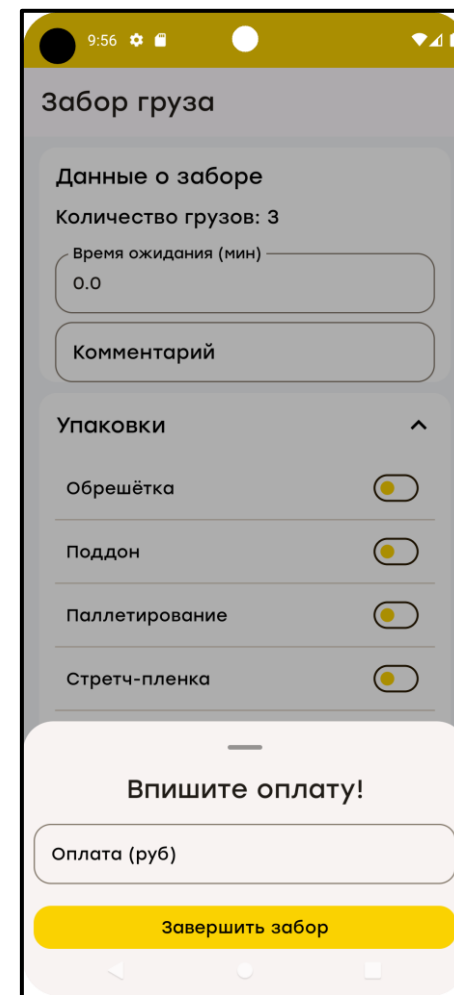 9:56
Забор груза
Данные о заборе
Количество грузов: 3
Время ожидания (мин)
0.0
Комментарий
Упаковки
Обрешётка
Поддон
Паллетирование
Стретч-пленка
Впишите оплату!
Оплата (руб)
Завершить забор